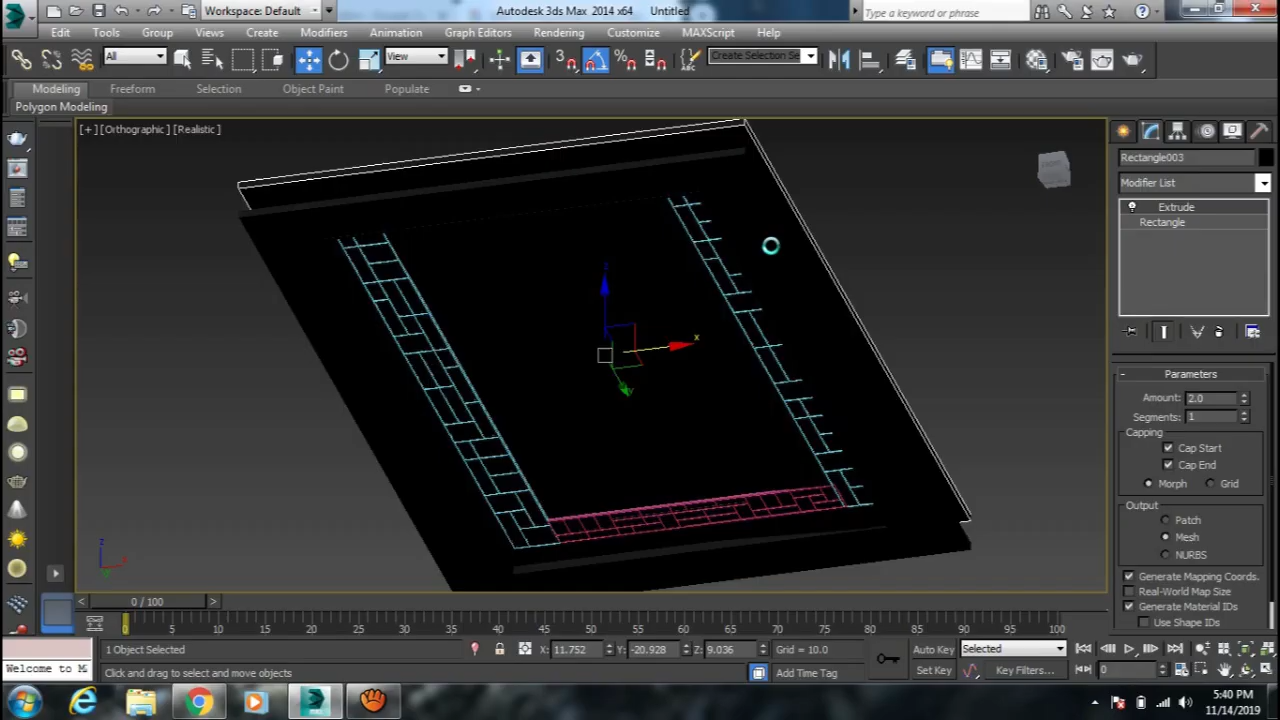 Workspace: Default
Autodesk 3ds Max 2014 x64 Untitled
Type a keyword or phrase
Edit Tools Group Views Create Modifiers Animation Graph Editors Rendering Customize MAXScript Help
All
View
3
Create Selection Se
Modeling Freeform Selection Object Paint Populate
Polygon Modeling
[+] [Orthographic] [Realistic]
Rectangle003
Modifier List
Extrude
Rectangle
x
z
Parameters
Amount: 2.0
Segments: 1
Capping
Cap Start
Cap End
Morph Grid
Output
Patch
Mesh
NURBS
Generate Mapping Coords.
Real-World Map Size
Generate Material IDs
Use Shape IDs
z
x
0 / 100
0 5 10 15 20 25 30 35 40 45 50 55 60 65 70 75 80 85 90 95 100
1 Object Selected
X: 11.752 Y: -20.928 Z: 9.036 Grid = 10.0
Auto Key Selected
Welcome to M
Click and drag to select and move objects
Add Time Tag
Set Key Key Filters...
0
5:40 PM
11/14/2019